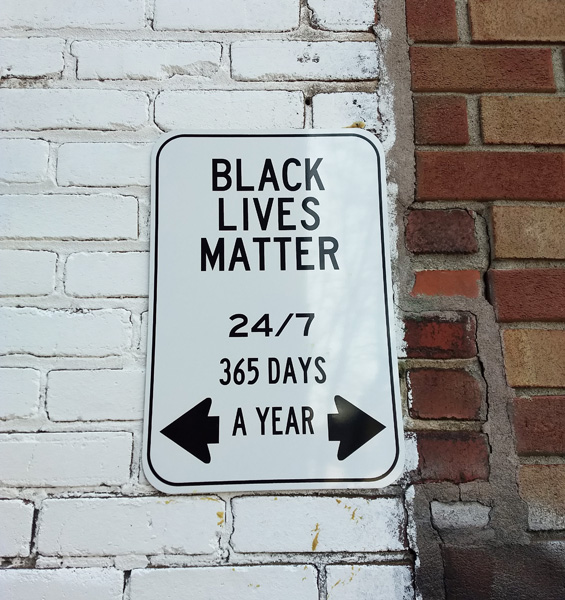 BLACK
LIVES
MATTER
24/7
365 DAYS
A YEAR